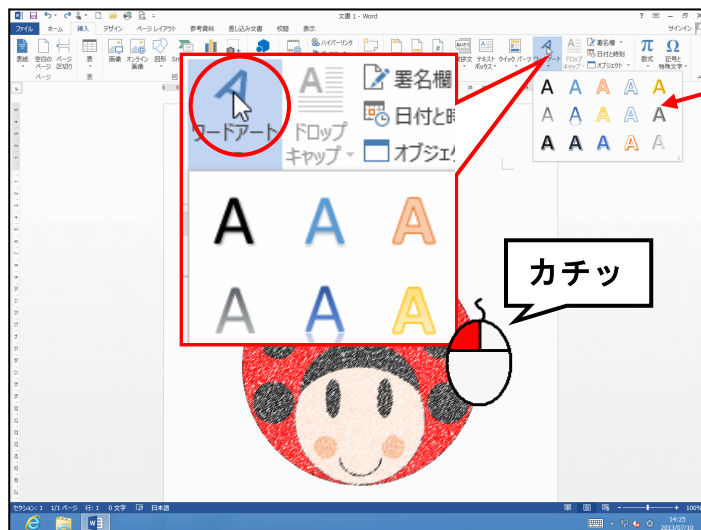 文書 1 - Word
サインイン
ファイル ホーム 挿入 デザイン ページ レイアウト 参考資料 差し込み文書 校閲 表示
表紙 空白の ページ 区切り ページ
表
画像 オンライン 画像 図形
ハイパーリンク
テキスト ボックス クイック パーツ ワードアート ドロップ キャップ
署名欄
日付と時刻
オブジェクト
数式 記号と 特殊文字
ページ
表
ワードアート
ドロップ
キャップ
署名欄
日付と時
オブジェク
A A A
A A A
A A A A A
A A A A A
A A A A A
カチッ
セクション: 1 1/1 ページ 行: 1 0 文字 日本語
100%
14:25
2013/07/10